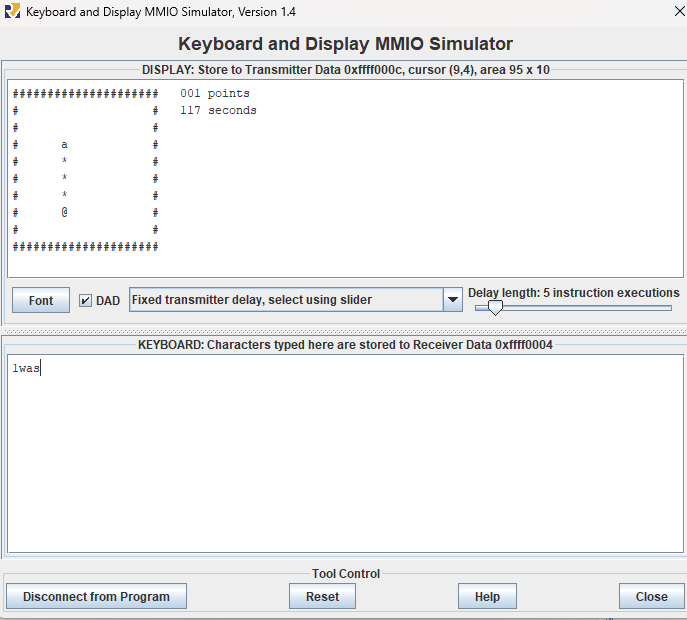 Keyboard and Display MMIO Simulator, Version 1.4
Keyboard and Display MMIO Simulator
DISPLAY: Store to Transmitter Data 0xffff000c, cursor (9,4), area 95 x 10
##################### 001 points
# # 117 seconds
# #
# a #
# * #
# * #
# * #
# @ #
# #
#####################
Font
DAD
Fixed transmitter delay, select using slider
Delay length: 5 instruction executions
KEYBOARD: Characters typed here are stored to Receiver Data 0xffff0004
1was
Tool Control
Disconnect from Program
Reset
Help
Close